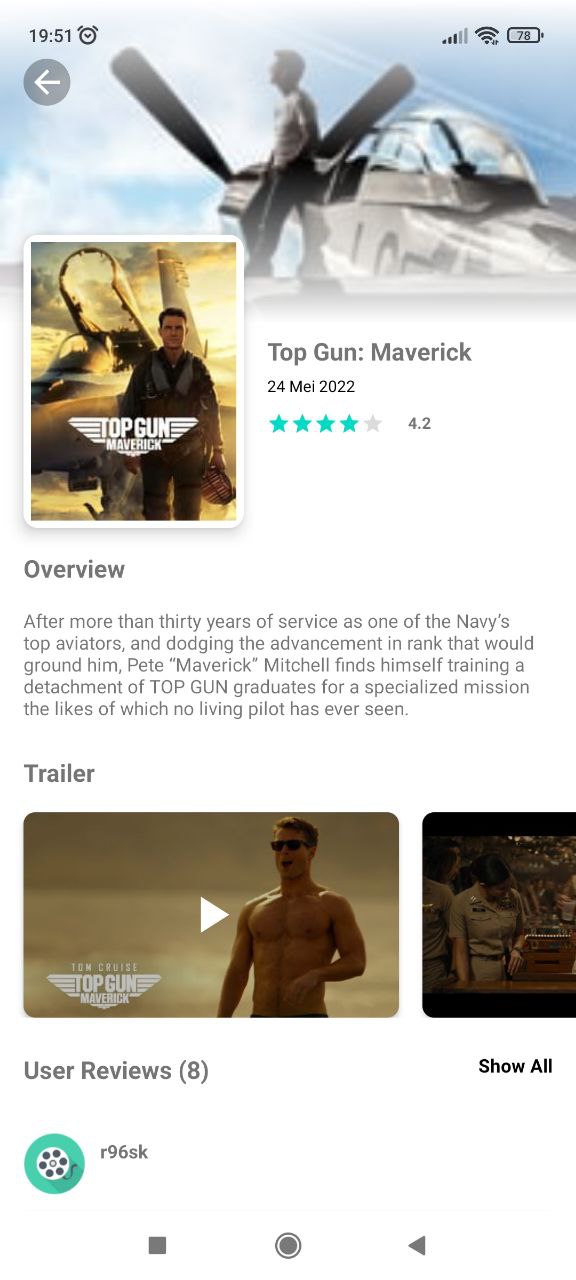 19:51
78
TOP GUN
MAVERICK
Top Gun: Maverick
24 Mei 2022
4.2
Overview
After more than thirty years of service as one of the Navy’s
top aviators, and dodging the advancement in rank that would
ground him, Pete “Maverick” Mitchell finds himself training a
detachment of TOP GUN graduates for a specialized mission
the likes of which no living pilot has ever seen.
Trailer
TOM CRUISE
TOP GUN
MAVERICK
User Reviews (8)
Show All
r96sk